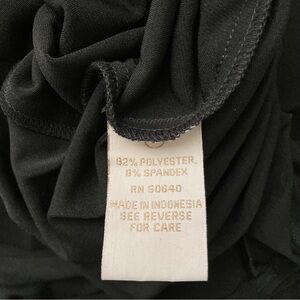 92% POLYESTER.
8% SPANDEX
RN 50640
MADE IN INDONESIA
SEE REVERSE
FOR CARE